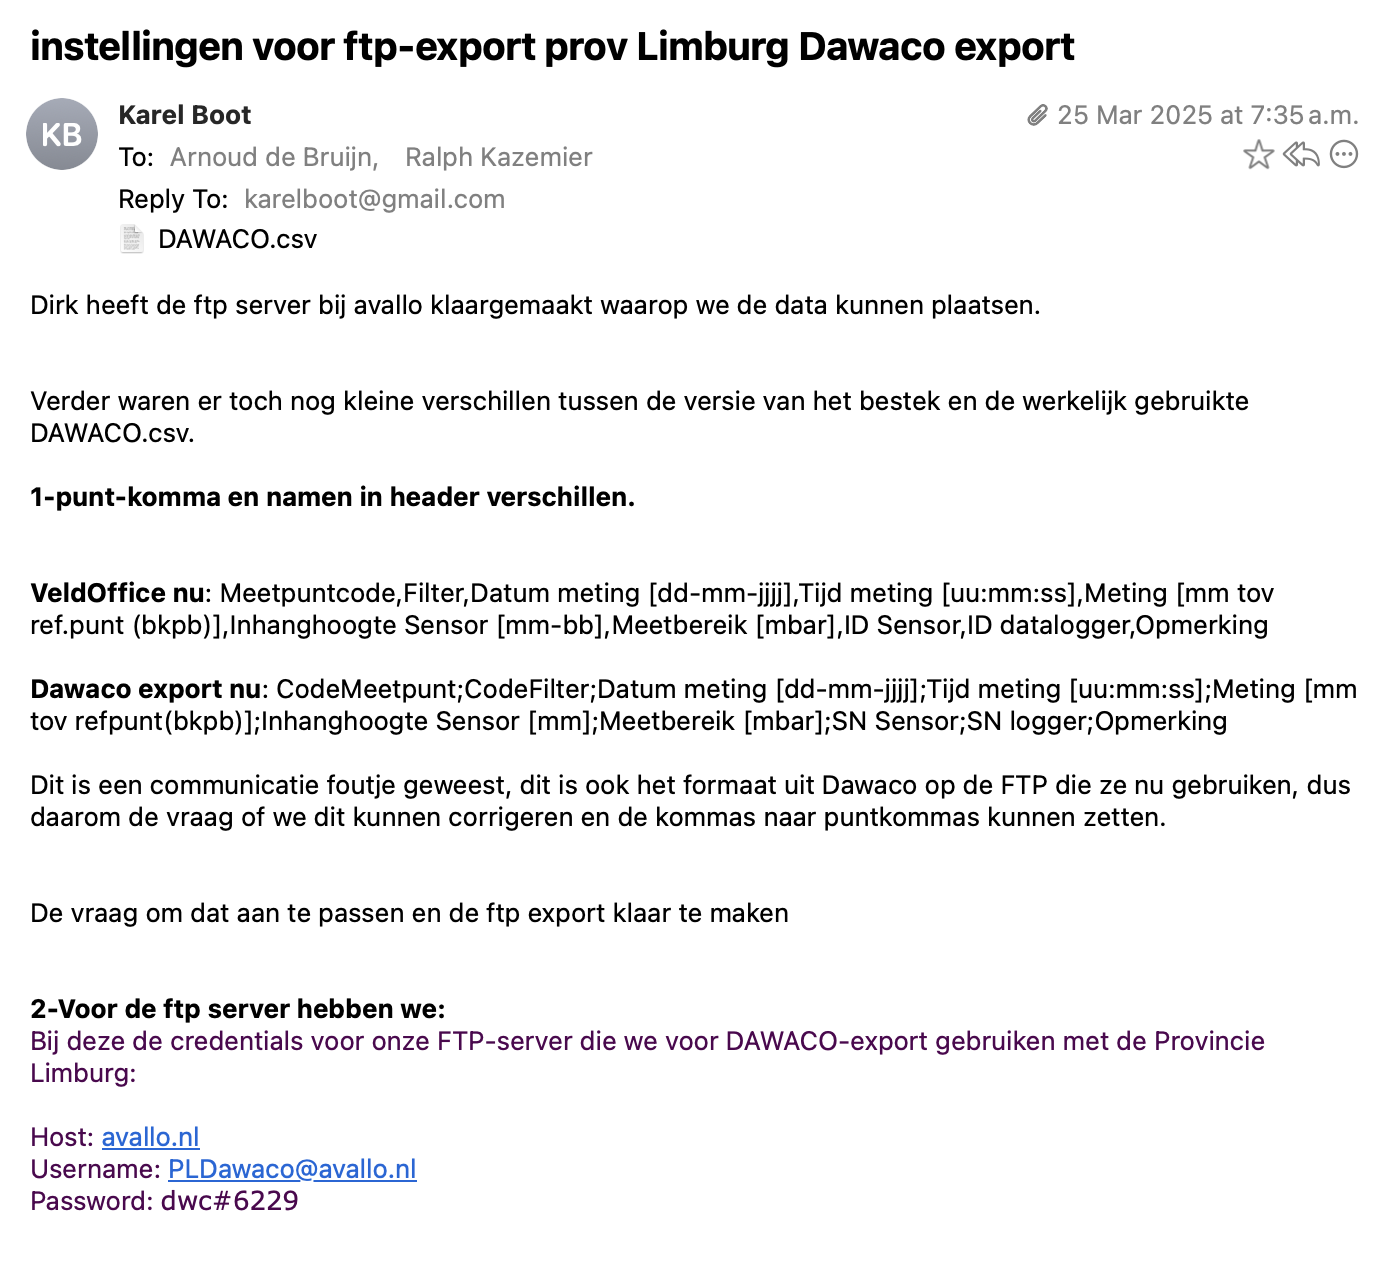 instellingen voor ftp-export prov Limburg Dawaco export
KB
Karel Boot
25 Mar 2025 at 7:35 a.m.
To: Arnoud de Bruijn, Ralph Kazemier
Reply To: karelboot@gmail.com
DAWACO.csv
Dirk heeft de ftp server bij avallo klaargemaakt waarop we de data kunnen plaatsen.
Verder waren er toch nog kleine verschillen tussen de versie van het bestek en de werkelijk gebruikte
DAWACO.csv.
1-punt-komma en namen in header verschillen.
VeldOffice nu: Meetpuntcode,Filter,Datum meting [dd-mm-jjjj],Tijd meting [uu:mm:ss],Meting [mm tov
ref.punt (bkpb)],Inhanghoogte Sensor [mm-bb],Meetbereik [mbar],ID Sensor,ID datalogger,Opmerking
Dawaco export nu: CodeMeetpunt;CodeFilter;Datum meting [dd-mm-jjjj];Tijd meting [uu:mm:ss];Meting [mm
tov refpunt(bkpb)];Inhanghoogte Sensor [mm];Meetbereik [mbar];SN Sensor;SN logger;Opmerking
Dit is een communicatie foutje geweest, dit is ook het formaat uit Dawaco op de FTP die ze nu gebruiken, dus
daarom de vraag of we dit kunnen corrigeren en de kommas naar puntkommas kunnen zetten.
De vraag om dat aan te passen en de ftp export klaar te maken
2-Voor de ftp server hebben we:
Bij deze de credentials voor onze FTP-server die we voor DAWACO-export gebruiken met de Provincie
Limburg:
Host: avallo.nl
Username: PLDawaco@avallo.nl
Password: dwc#6229